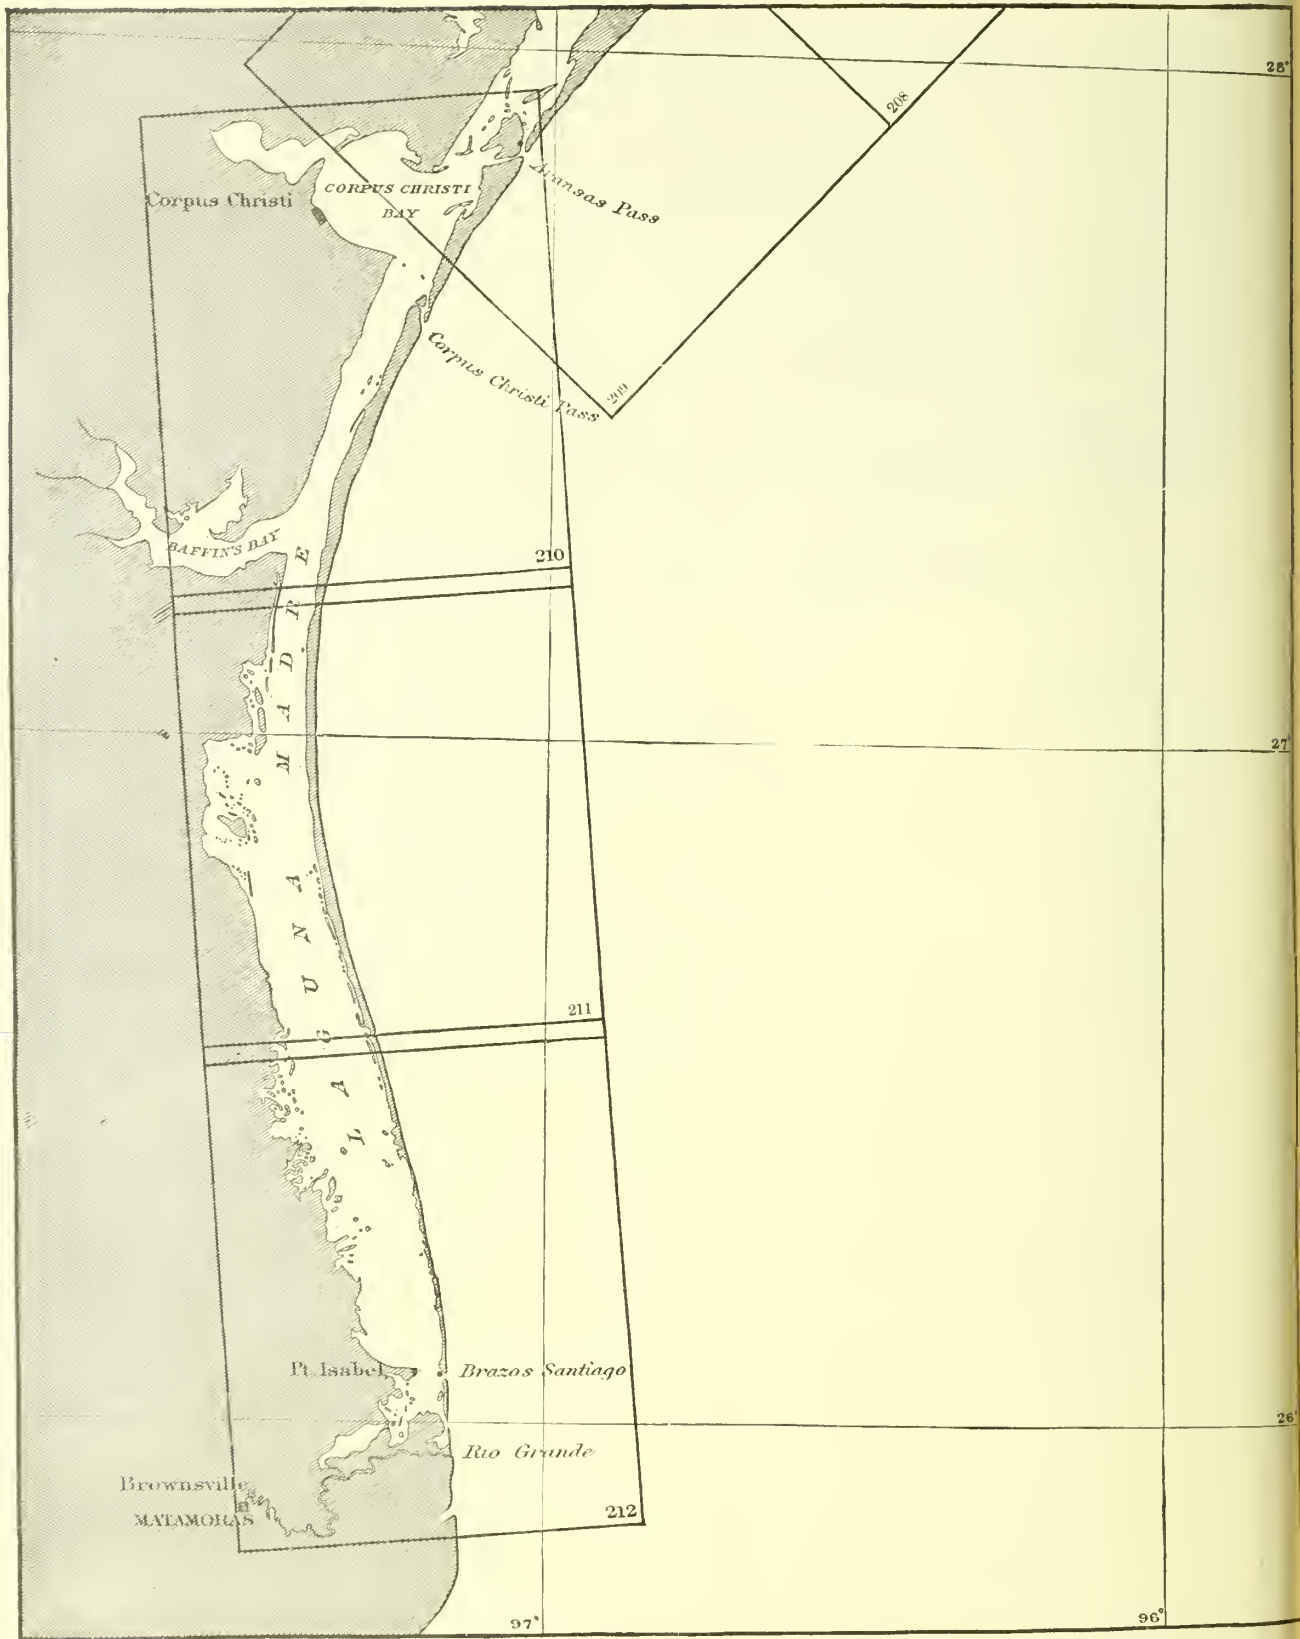 28°
208
Aransas Pass
Corpus Christi
CORPUS CHRISTI
BAY
Corpus Christi Pass
209
BAFFIN'S BAY
210
LAGUNA MADRE
27°
211
Pt. Isabel
Brazos Santiago
26°
Rio Grande
Brownsville
MATAMORAS
212
97°
96°